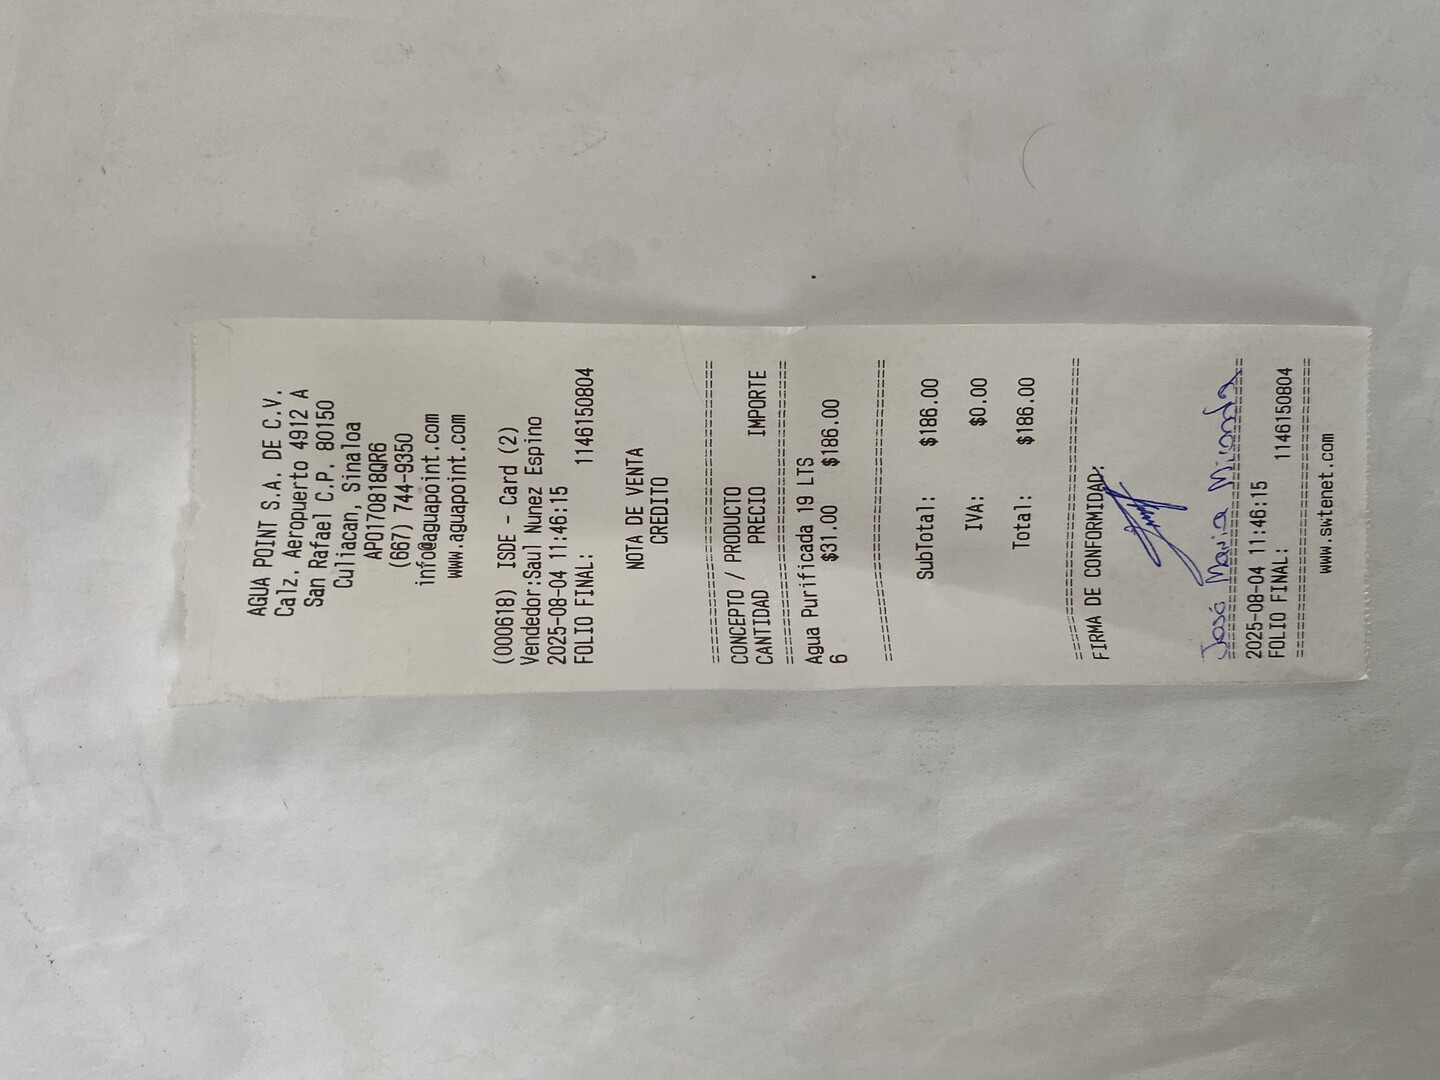 AGUA POINT S.A. DE C.V.
Calz. Aeropuerto 4912 A
San Rafael C.P. 80150
Culiacan, Sinaloa
APO170818QR6
(667) 744-9350
info@aguapoint.com
www.aguapoint.com
(000618) ISDE - Card (2)
Vendedor:Saul Nunez Espino
2025-08-04 11:46:15
FOLIO FINAL: 1146150804
NOTA DE VENTA
CREDITO
CONCEPTO / PRODUCTO
CANTIDAD PRECIO IMPORTE
Agua Purificada 19 LTS
6 $31.00 $186.00
SubTotal: $186.00
IVA: $0.00
Total: $186.00
FIRMA DE CONFORMIDAD:
José Maria Miranda
2025-08-04 11:46:15
FOLIO FINAL: 1146150804
www.swtenet.com